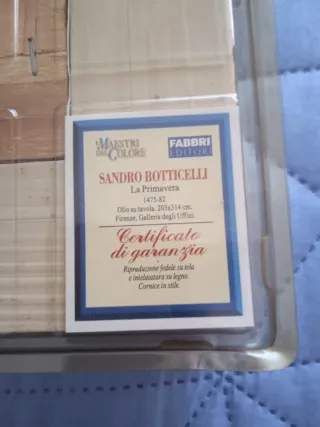 I MAESTRI
DEL COLORE
FABBRI
EDITORI
SANDRO BOTTICELLI
La Primavera
1475-82
Olio su tavola, 203x314 cm.
Firenze, Galleria degli Uffizi.
Certificato
di garanzia
Riproduzione fedele su tela
e intelaiatura su legno.
Cornice in stile.